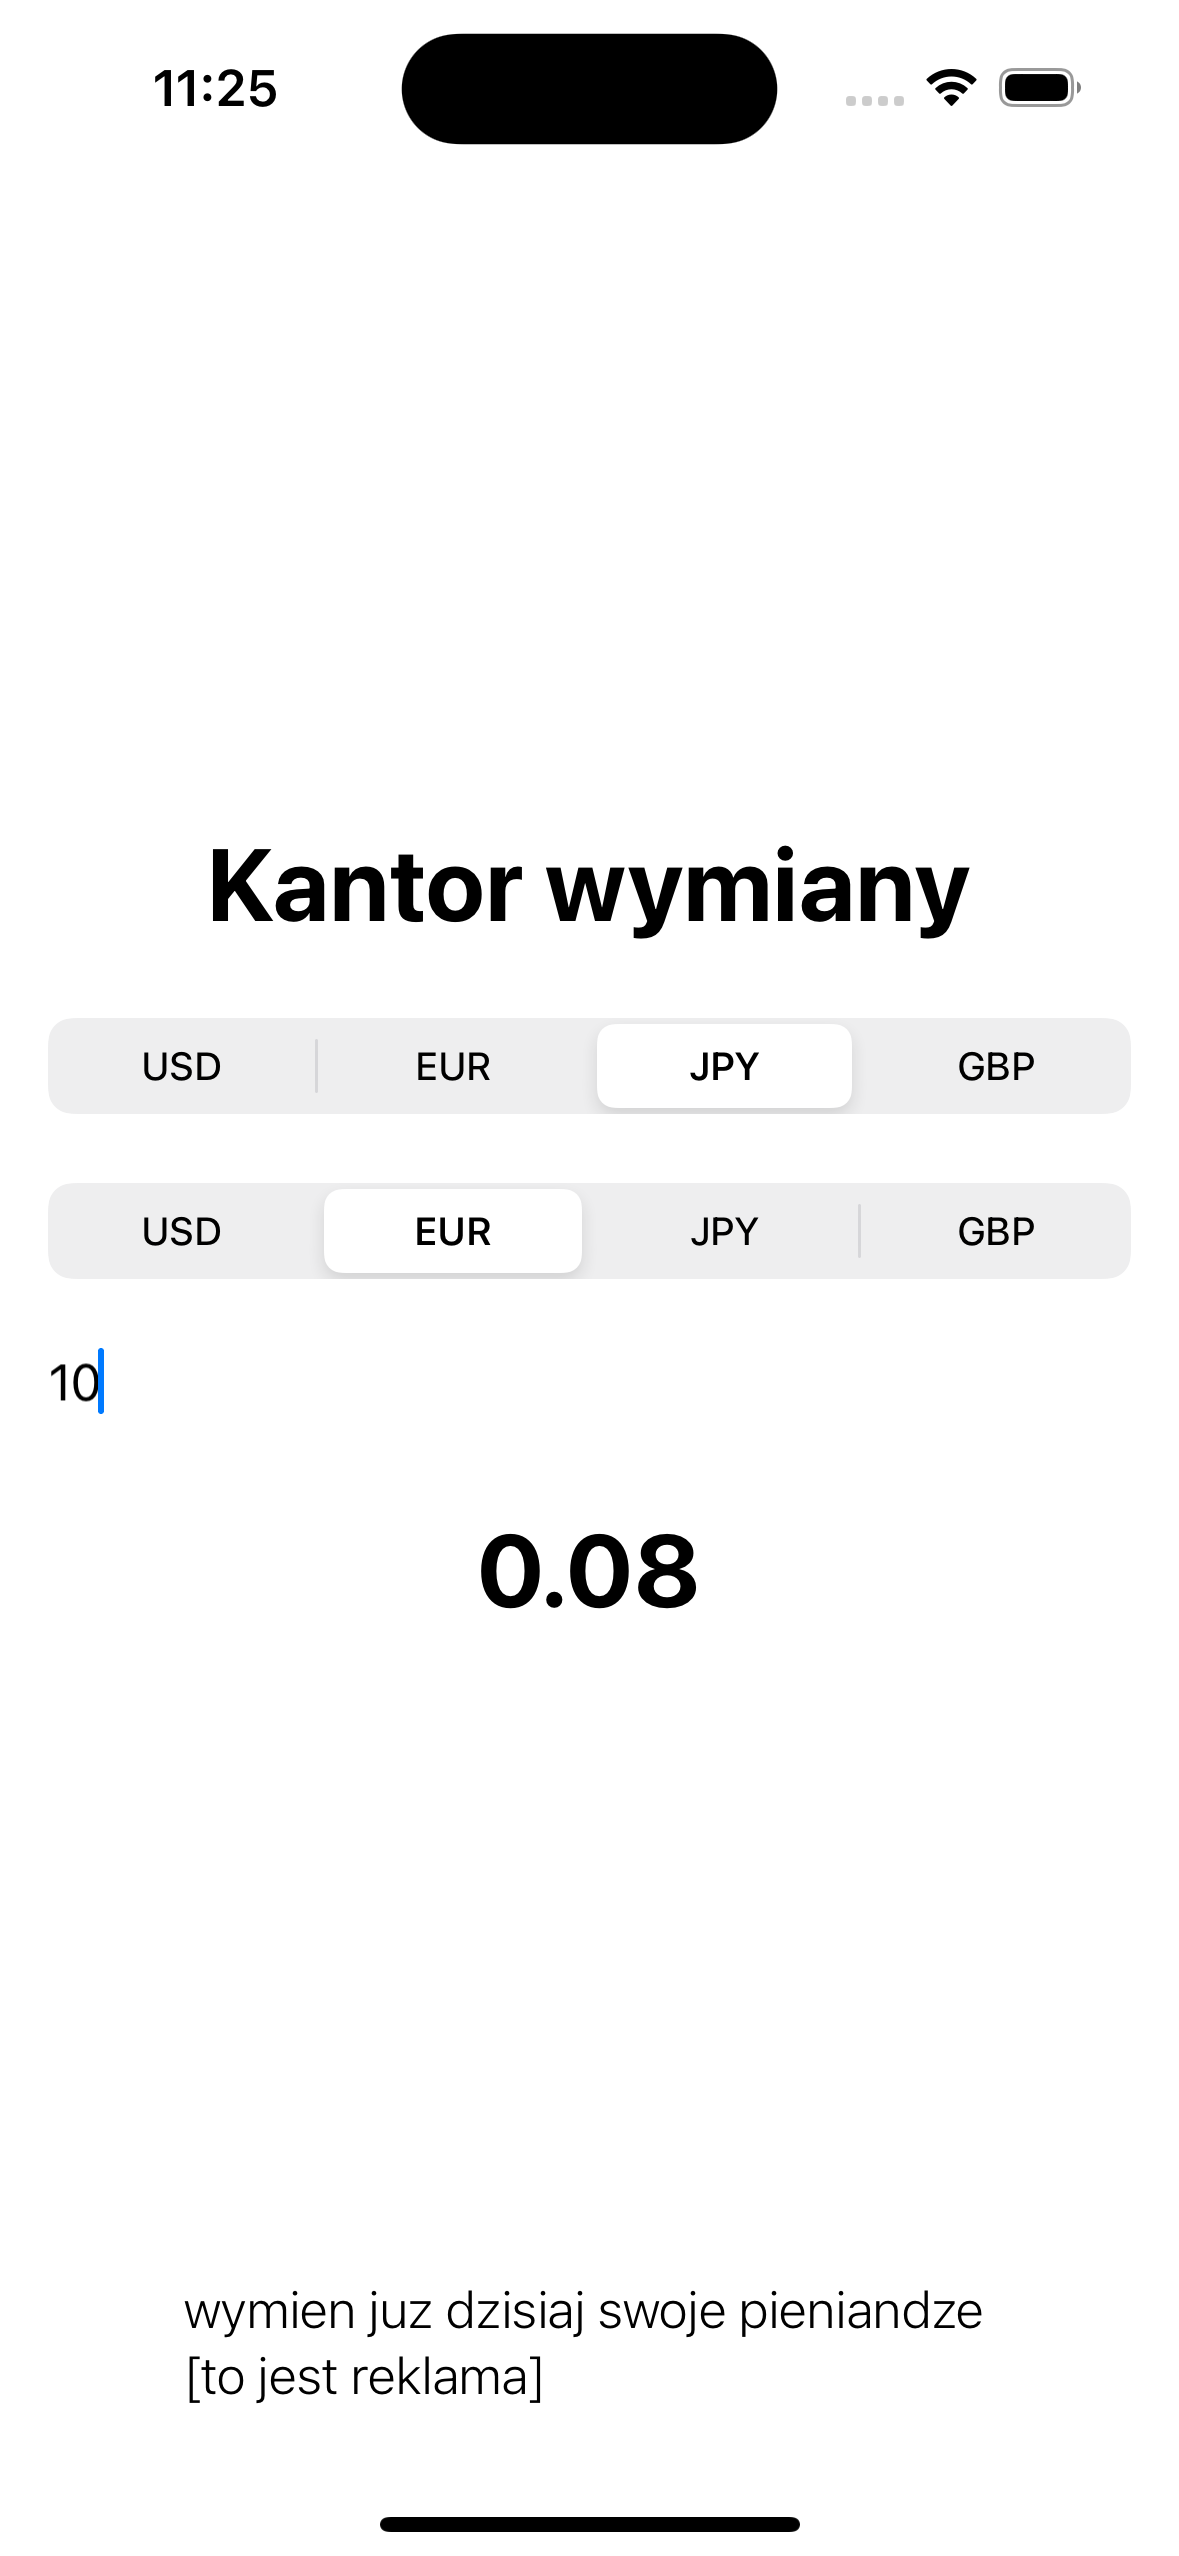 11:25
Kantor wymiany
USD EUR JPY GBP
USD EUR JPY GBP
10
0.08
wymien juz dzisiaj swoje pieniandze
[to jest reklama]